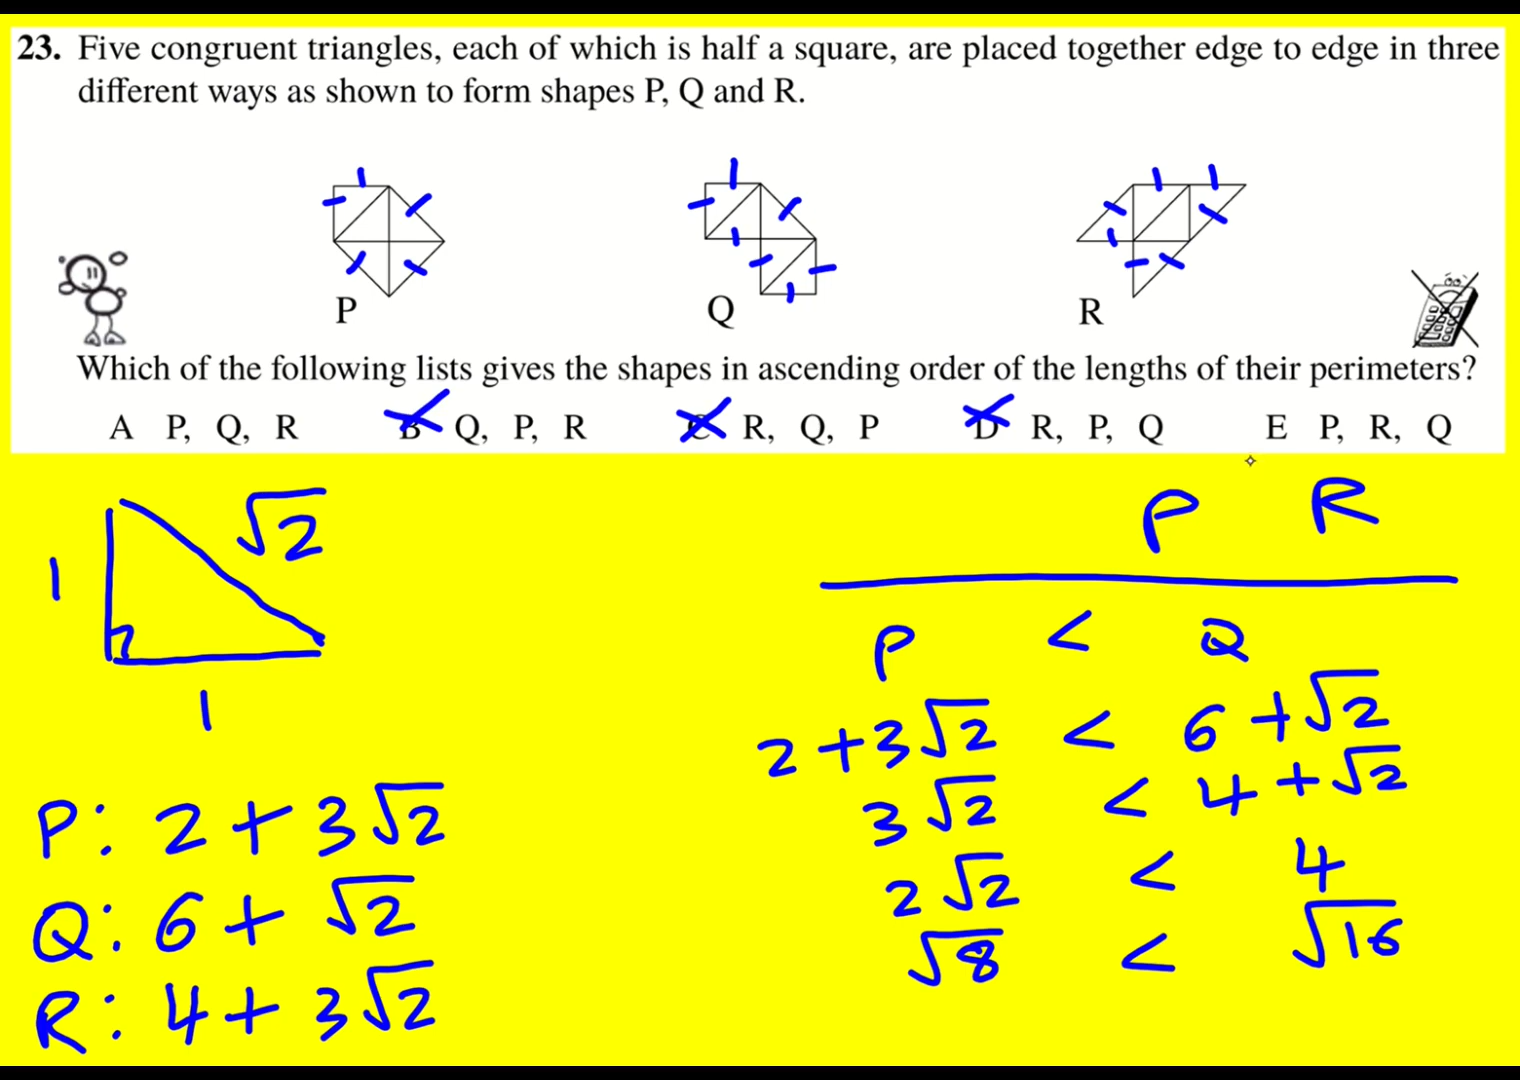 23. Five congruent triangles, each of which is half a square, are placed together edge to edge in three
different ways as shown to form shapes P, Q and R.
P
Q
R
Which of the following lists gives the shapes in ascending order of the lengths of their perimeters?
A P, Q, R B Q, P, R C R, Q, P D R, P, Q E P, R, Q
√2
1
1
P: 2 + 3√2
Q: 6 + √2
R: 4 + 3√2
P R
P < Q
2 + 3√2 < 6 + √2
3√2 < 4 + √2
2√2 < 4
√8 < √16